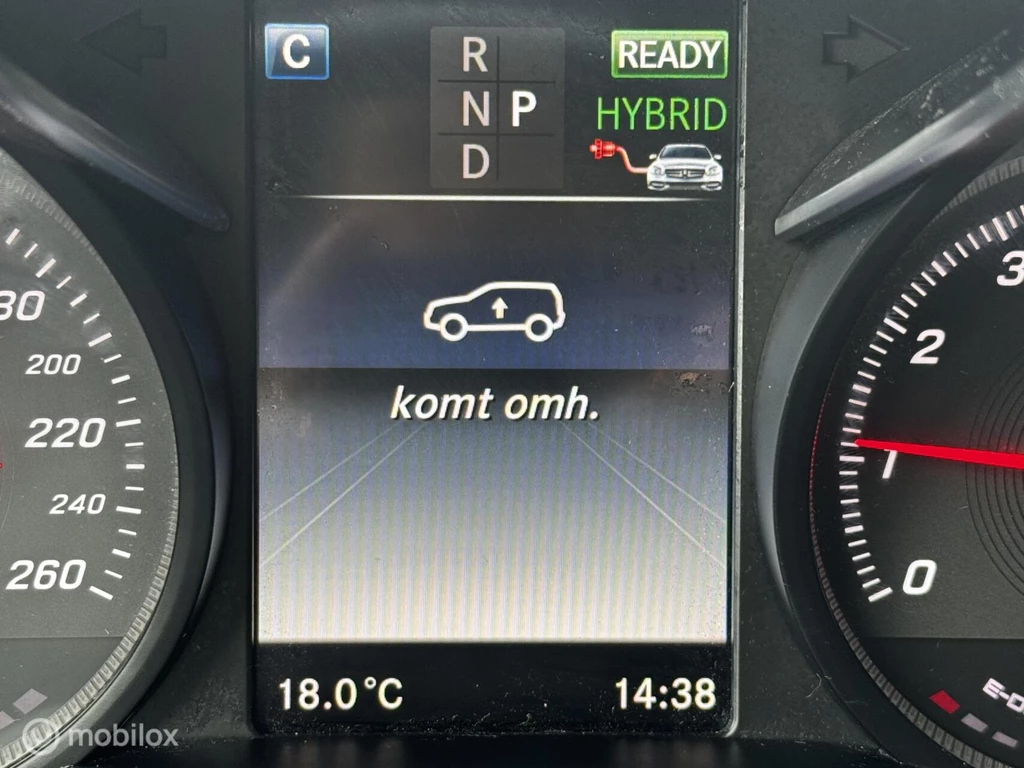 C
R
N P
D
READY
HYBRID
komt omh.
18.0°C
14:38
200
220
240
260
3
2
1
0
mobilox